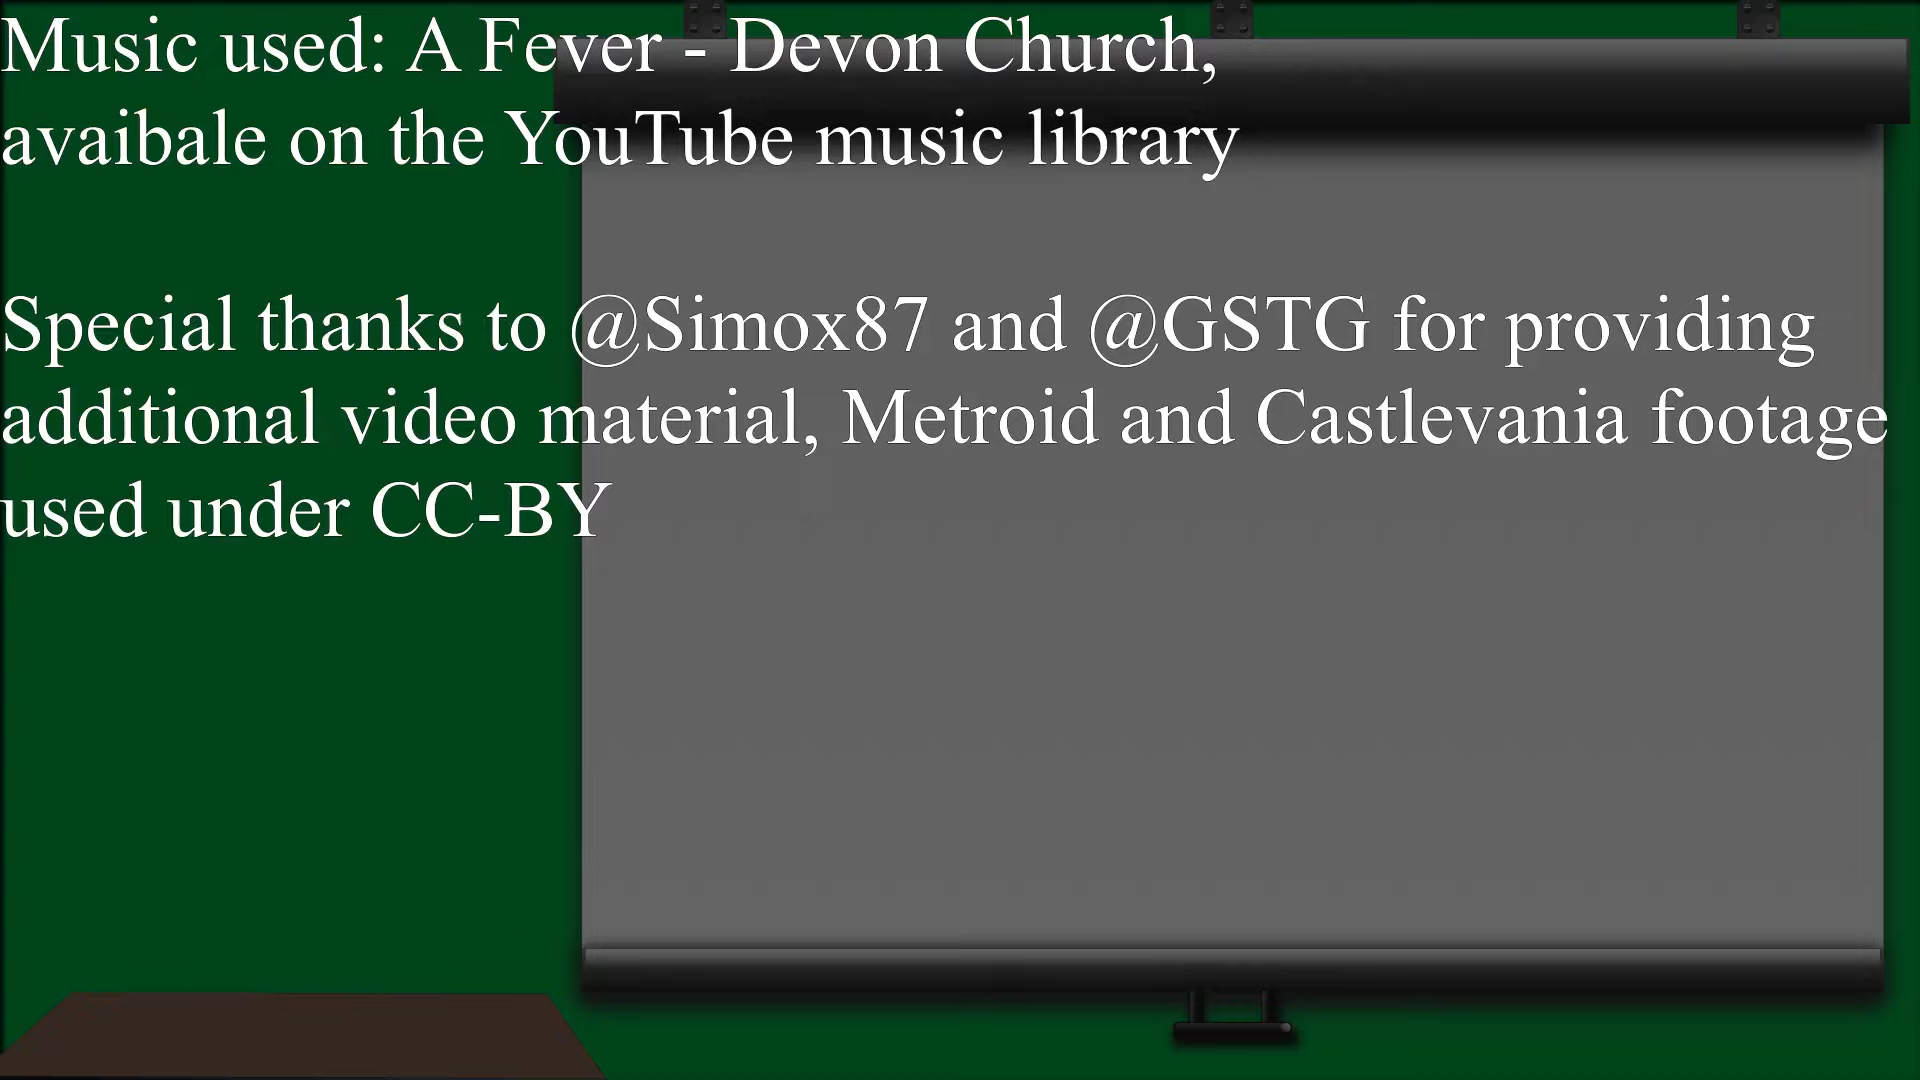 Music used: A Fever - Devon Church,
avaibale on the YouTube music library
Special thanks to @Simox87 and @GSTG for providing
additional video material, Metroid and Castlevania footage
used under CC-BY